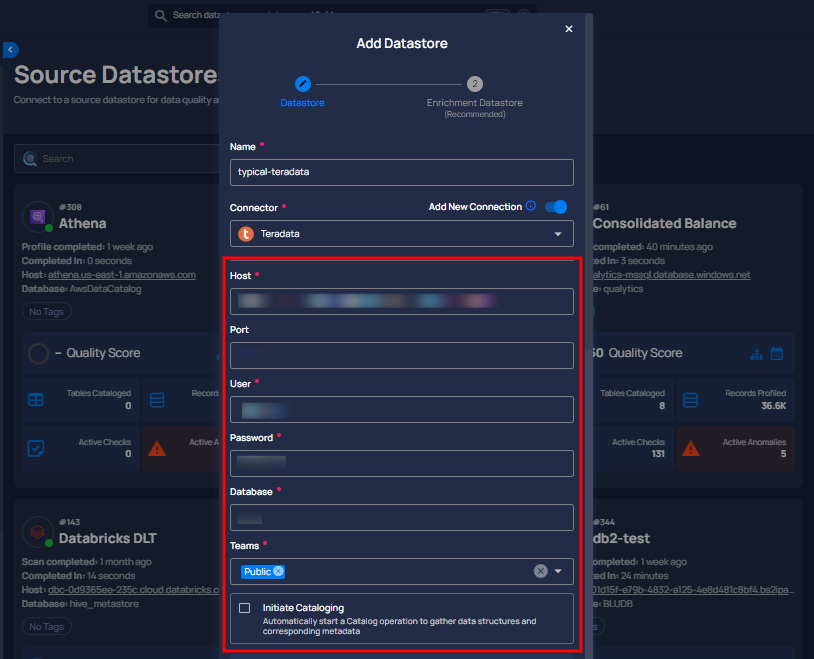 Search data
Source Datastore
Connect to a source datastore for data quality a
Search
#308
Athena
Profile completed: 1 week ago
Completed In: 0 seconds
Host: athena.us-east-1.amazonaws.com
Database: AwsDataCatalog
No Tags
– Quality Score
Tables Cataloged
0
Records
Active Checks
0
Active A
#143
Databricks DLT
Scan completed: 1 month ago
Completed In: 14 seconds
Host: dbc-0d9365ee-235c.cloud.databricks.c
Database: hive_metastore
No Tags
Add Datastore
2
Datastore
Enrichment Datastore
(Recommended)
Name *
typical-teradata
Connector *
Add New Connection
Teradata
Host *
Port
User *
Password *
Database *
Teams *
Public
Initiate Cataloging
Automatically start a Catalog operation to gather data structures and
corresponding metadata
#61
Consolidated Balance
completed: 40 minutes ago
ed In: 3 seconds
alytics-mssql.database.windows.net
e: qualytics
60 Quality Score
Tables Cataloged
8
Records Profiled
36.6K
Active Checks
131
Active Anomalies
5
#344
db2-test
ompleted: 1 week ago
ed In: 24 minutes
01d15f-e79b-4832-a125-4e8d481c8bf4.bs2ipa...
e: BLUDB
s